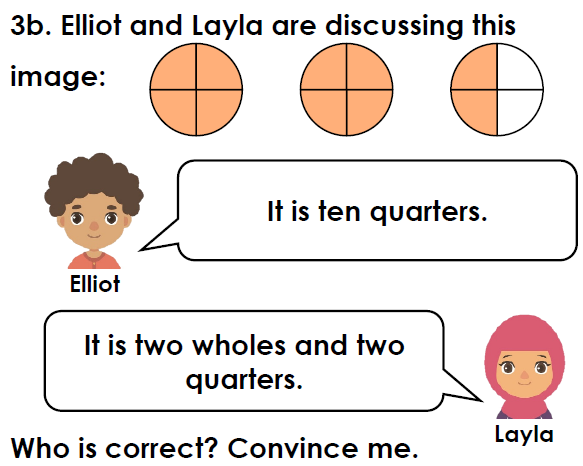 3b. Elliot and Layla are discussing this
image:
It is ten quarters.
Elliot
It is two wholes and two
quarters.
Layla
Who is correct? Convince me.